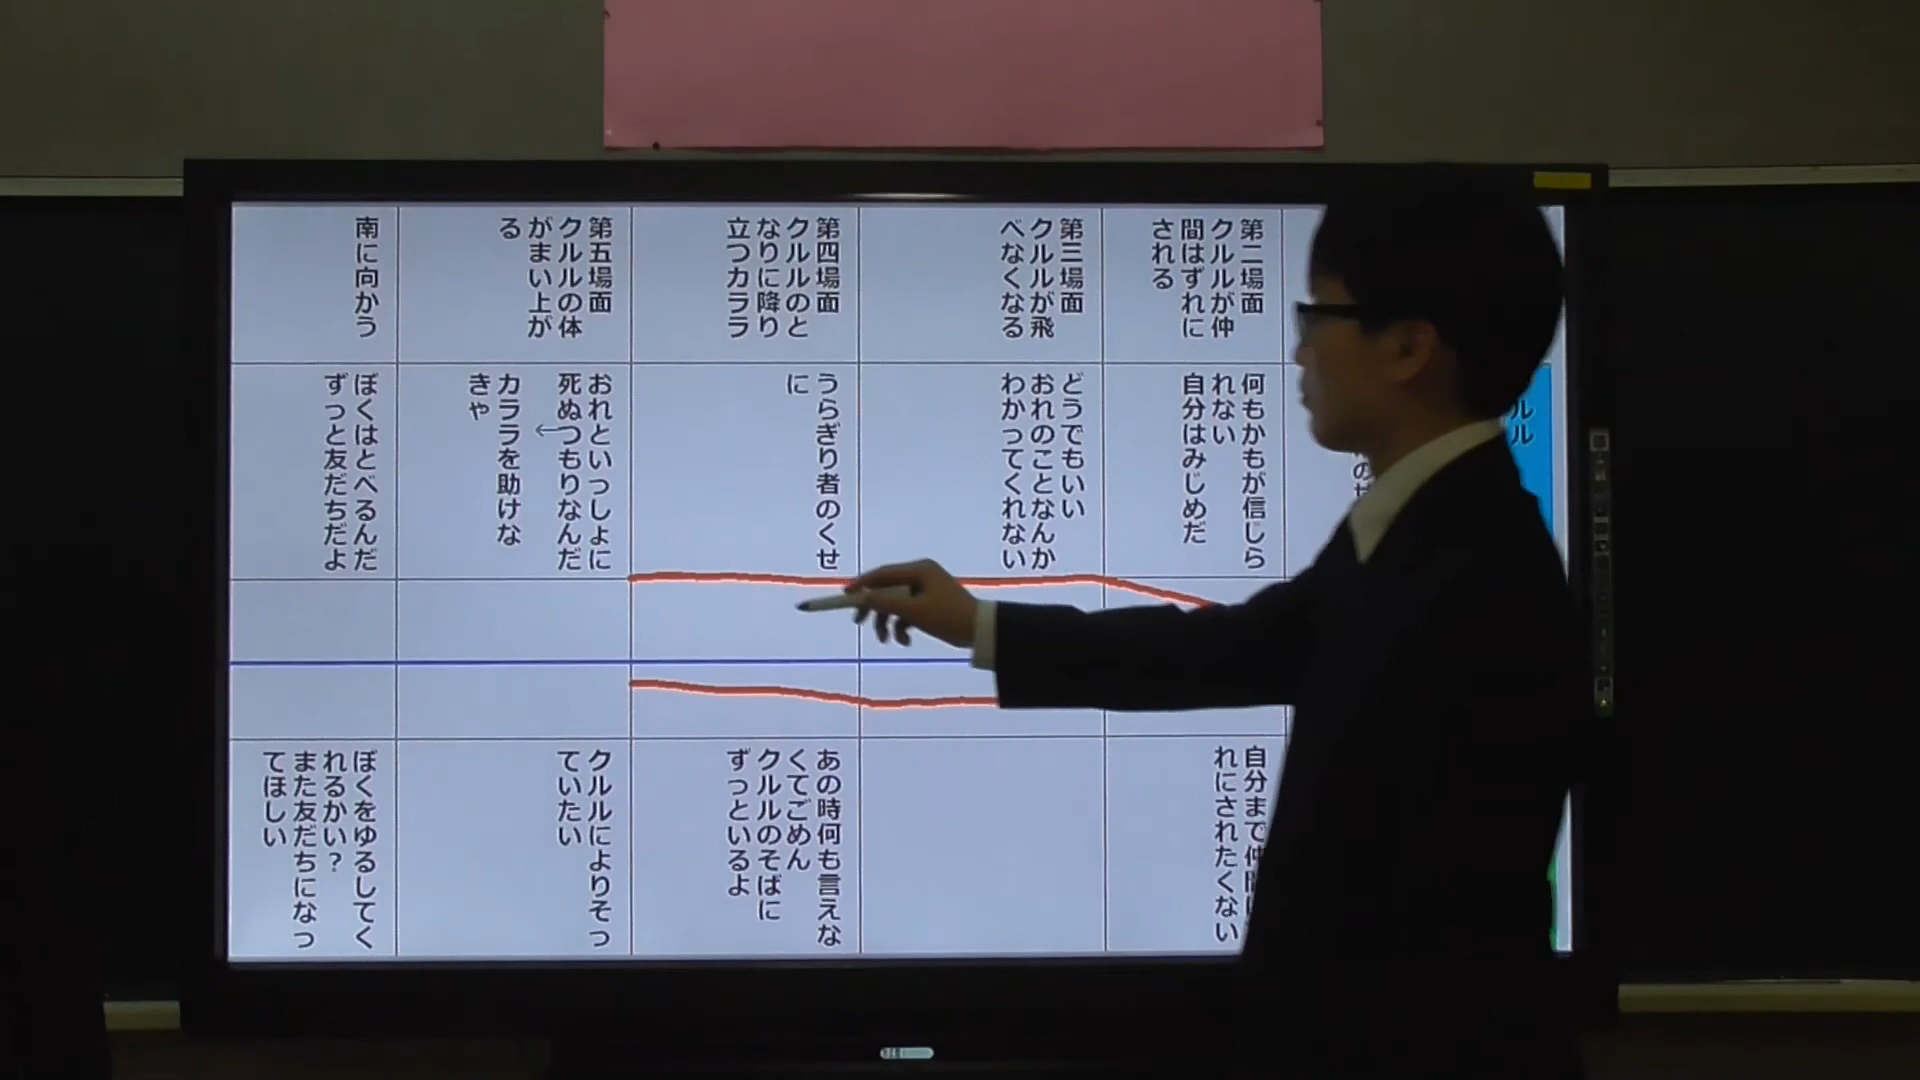 ルル
第二場面
クルルが仲
間はずれに
される
何もかもが信じら
れない
自分はみじめだ
自分まで仲間
れにされたくない
第三場面
クルルが飛
べなくなる
どうでもいい
おれのことなんか
わかってくれない
第四場面
クルルのと
なりに降り
立つカララ
うらぎり者のくせ
に
あの時何も言えな
くてごめん
クルルのそばに
ずっといるよ
第五場面
クルルの体
がまい上が
る
おれといっしょに
死ぬつもりなんだ
↓
カララを助けな
きゃ
クルルによりそっ
ていたい
南に向かう
ぼくはとべるんだ
ずっと友だちだよ
ぼくをゆるしてく
れるかい？
また友だちになっ
てほしい